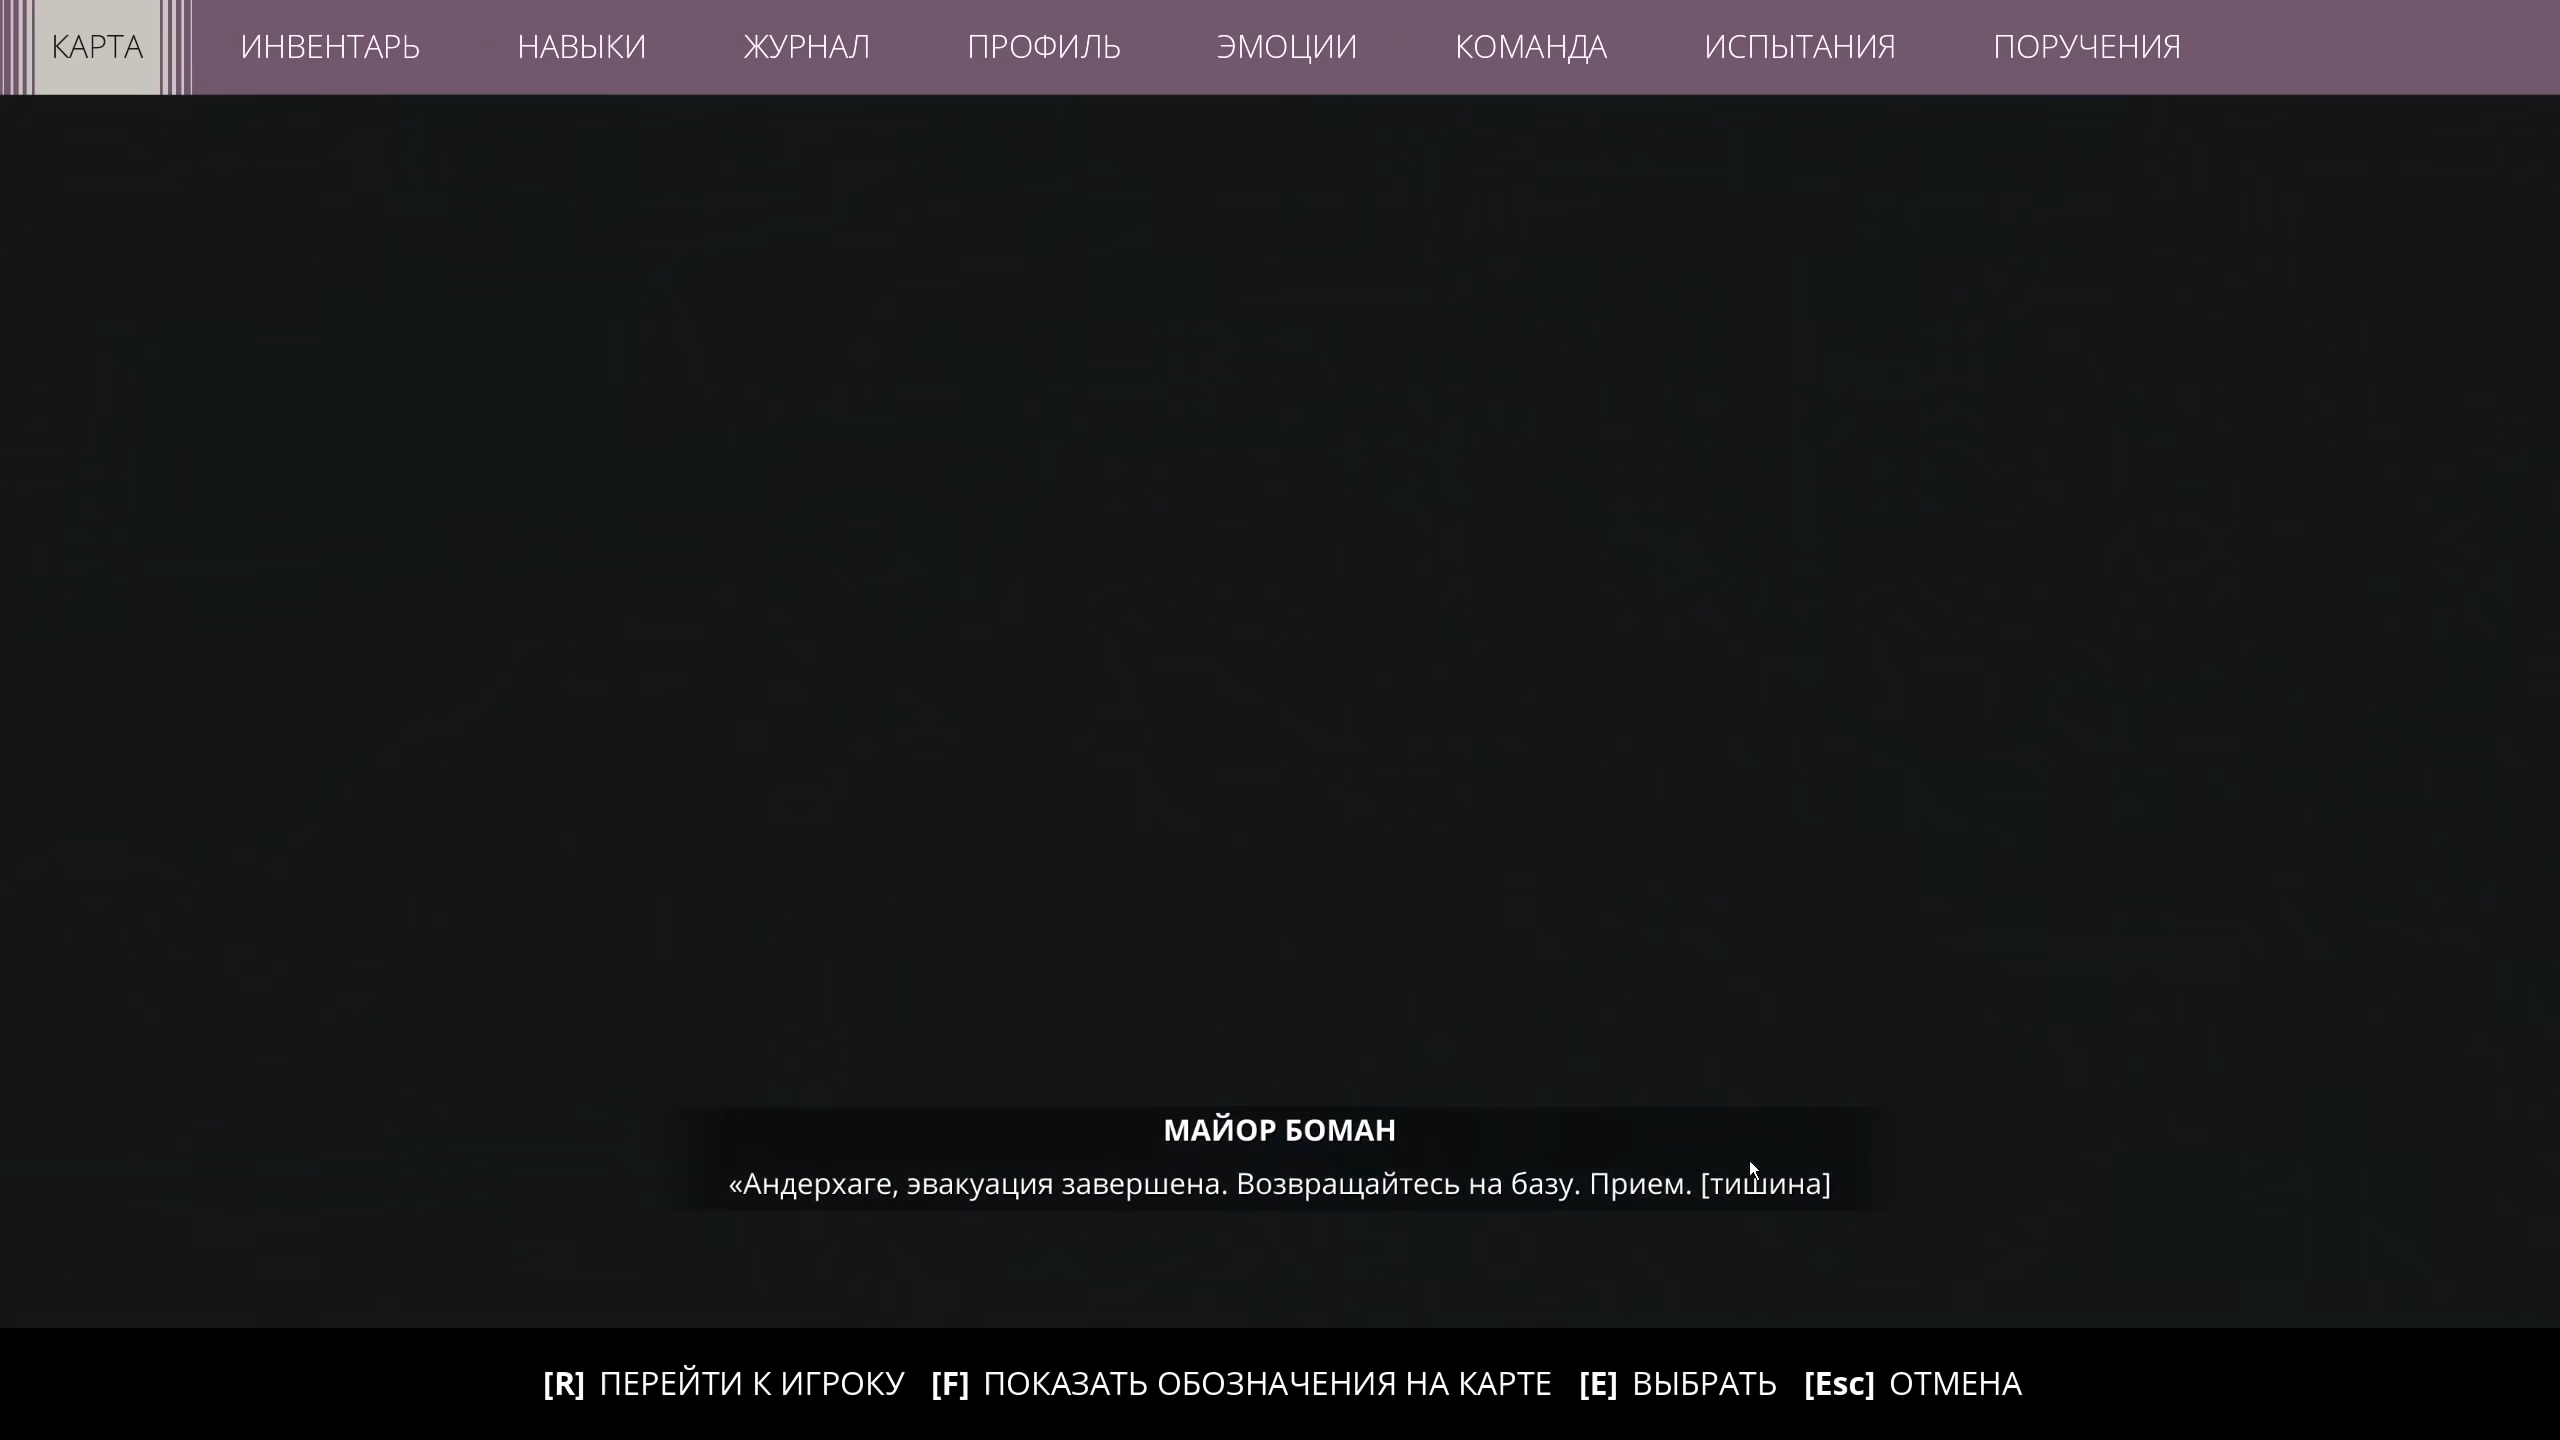 КАРТА ИНВЕНТАРЬ НАВЫКИ ЖУРНАЛ ПРОФИЛЬ ЭМОЦИИ КОМАНДА ИСПЫТАНИЯ ПОРУЧЕНИЯ
МАЙОР БОМАН
«Андерхаге, эвакуация завершена. Возвращайтесь на базу. Прием. [тишина]
[R] ПЕРЕЙТИ К ИГРОКУ [F] ПОКАЗАТЬ ОБОЗНАЧЕНИЯ НА КАРТЕ [E] ВЫБРАТЬ [Esc] ОТМЕНА